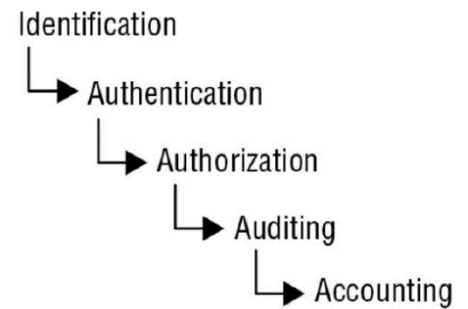 Identification
Authentication
Authorization
Auditing
Accounting